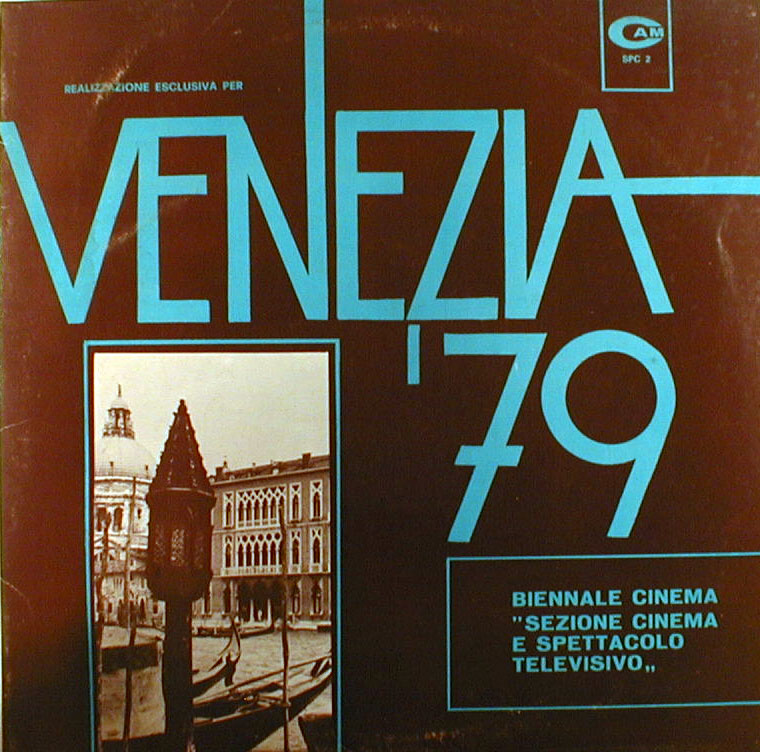 CAM
SPC 2
REALIZZAZIONE ESCLUSIVA PER
VENEZIA
'79
BIENNALE CINEMA
"SEZIONE CINEMA
E SPETTACOLO
TELEVISIVO„